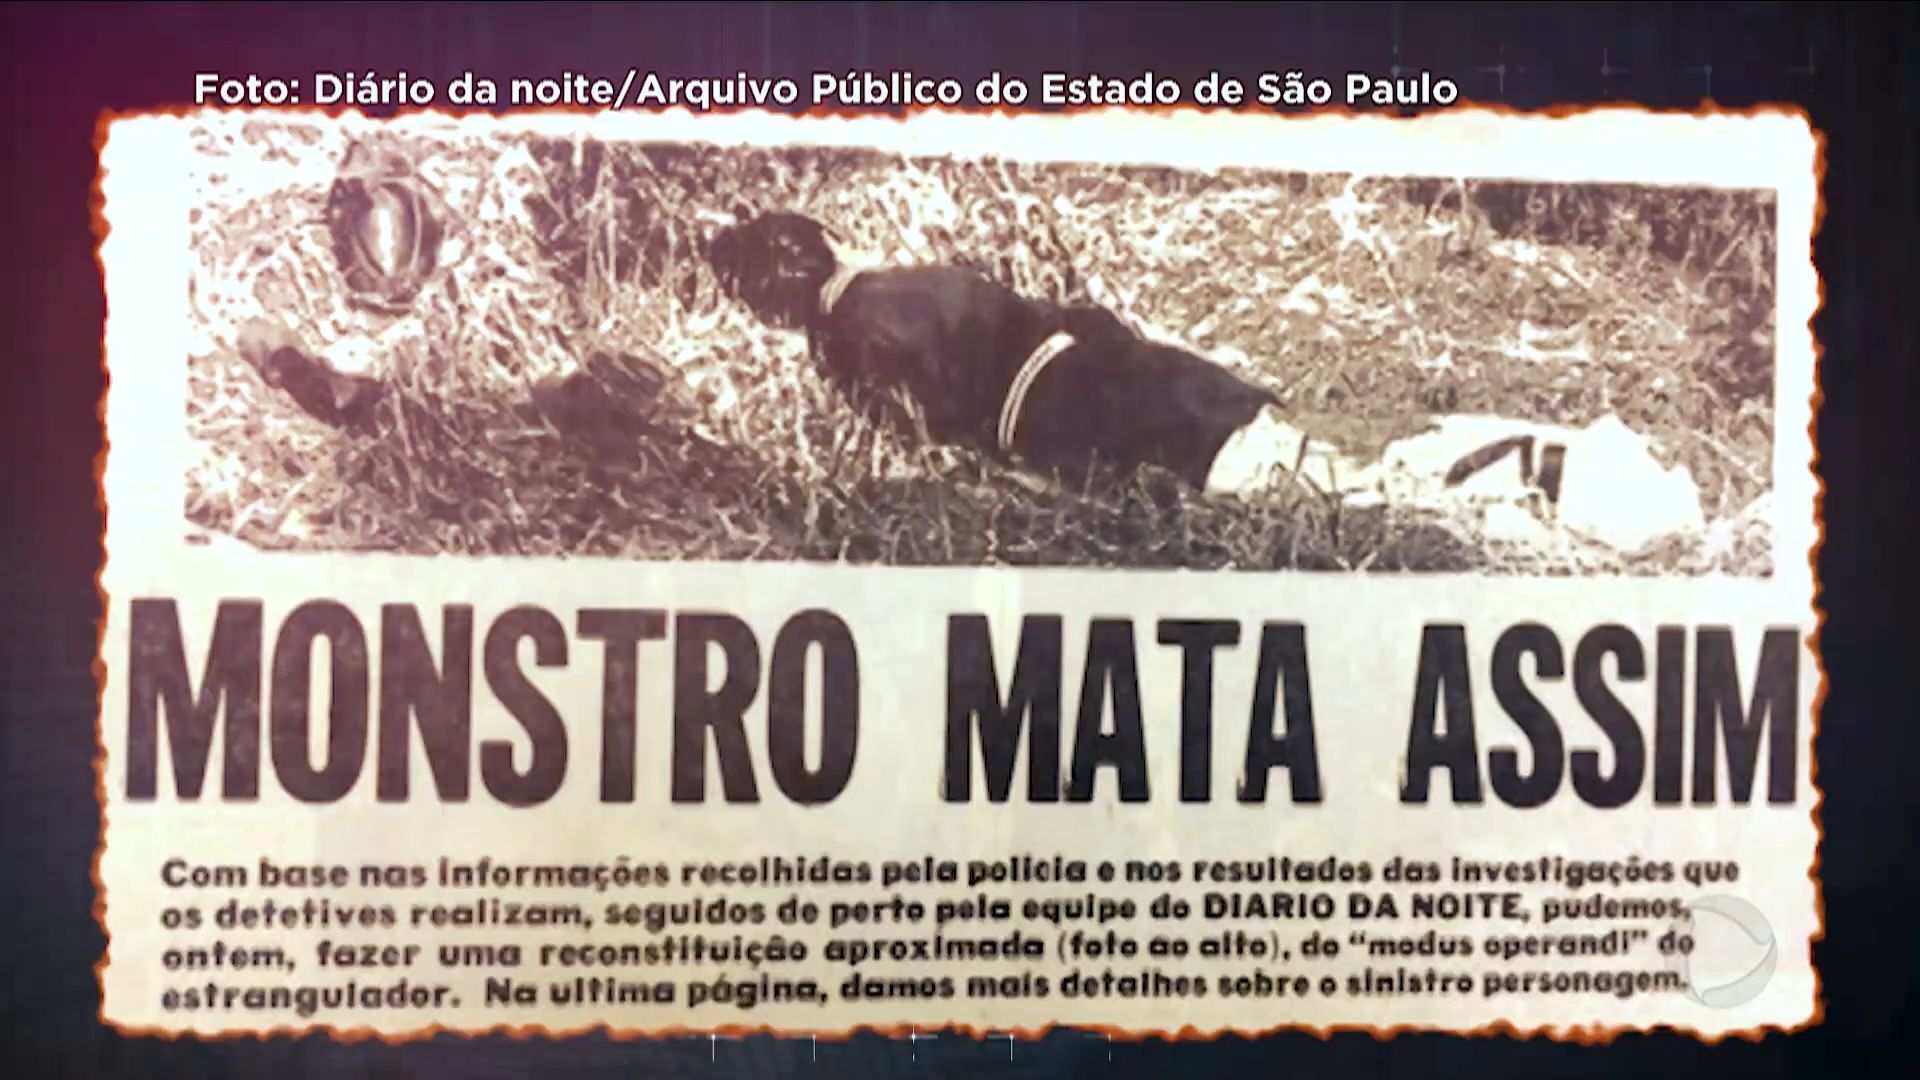 Foto: Diário da noite/Arquivo Público do Estado de São Paulo
MONSTRO MATA ASSIM
Com base nas informações recolhidas pela polícia e nos resultados das investigações que
os detetives realizam, seguidos de perto pela equipe do DIARIO DA NOITE, pudemos,
ontem, fazer uma reconstituição aproximada (foto ao alto), do "modus operandi" do
estrangulador. Na ultima página, damos mais detalhes sobre o sinistro personagem.